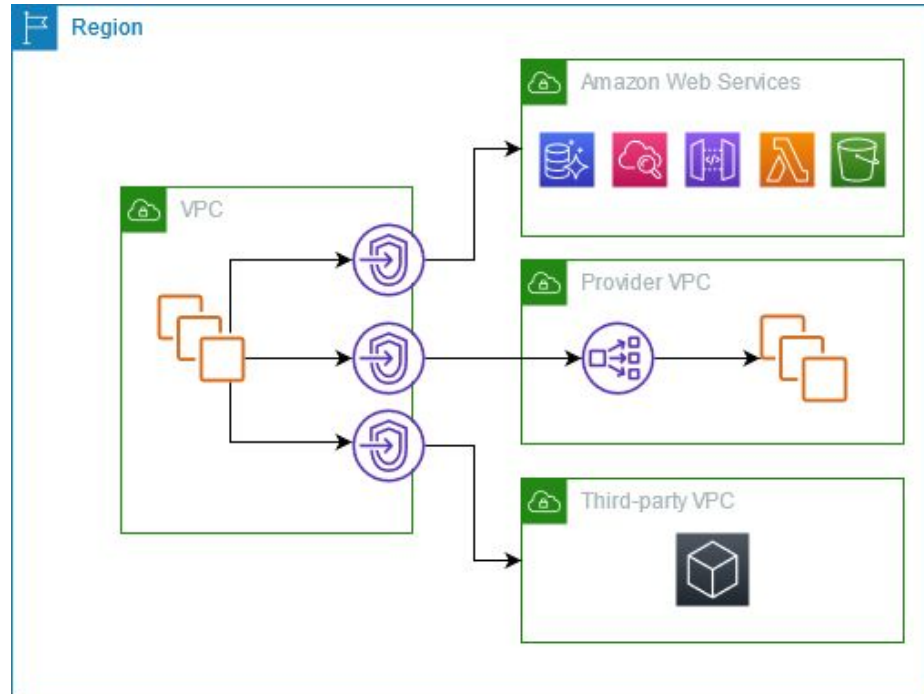 Region
Amazon Web Services
VPC
Provider VPC
Third-party VPC